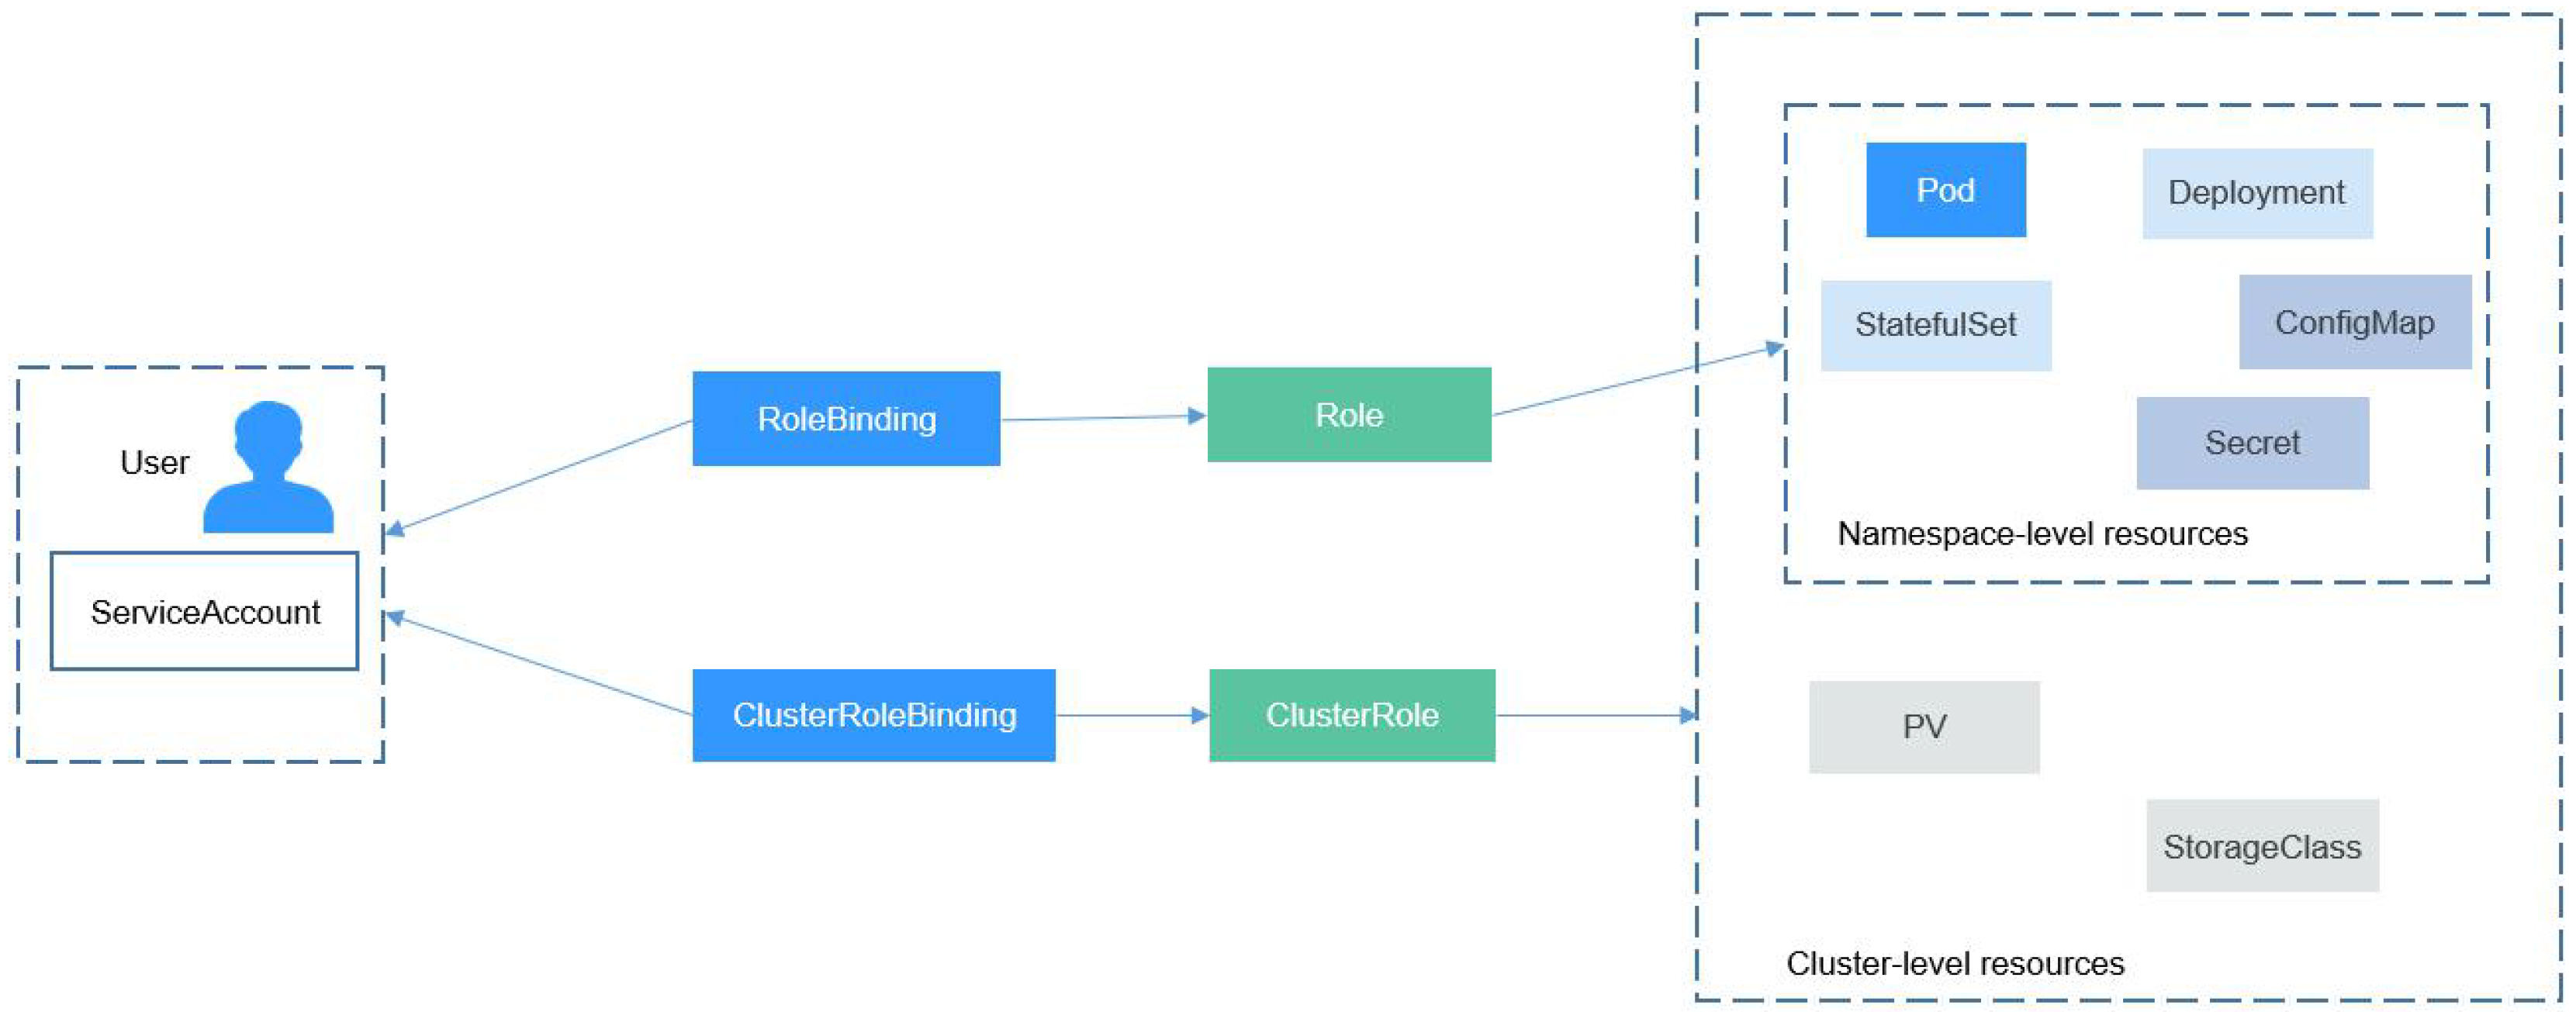 User
ServiceAccount
RoleBinding
Role
ClusterRoleBinding
ClusterRole
Pod
Deployment
StatefulSet
ConfigMap
Secret
Namespace-level resources
PV
StorageClass
Cluster-level resources